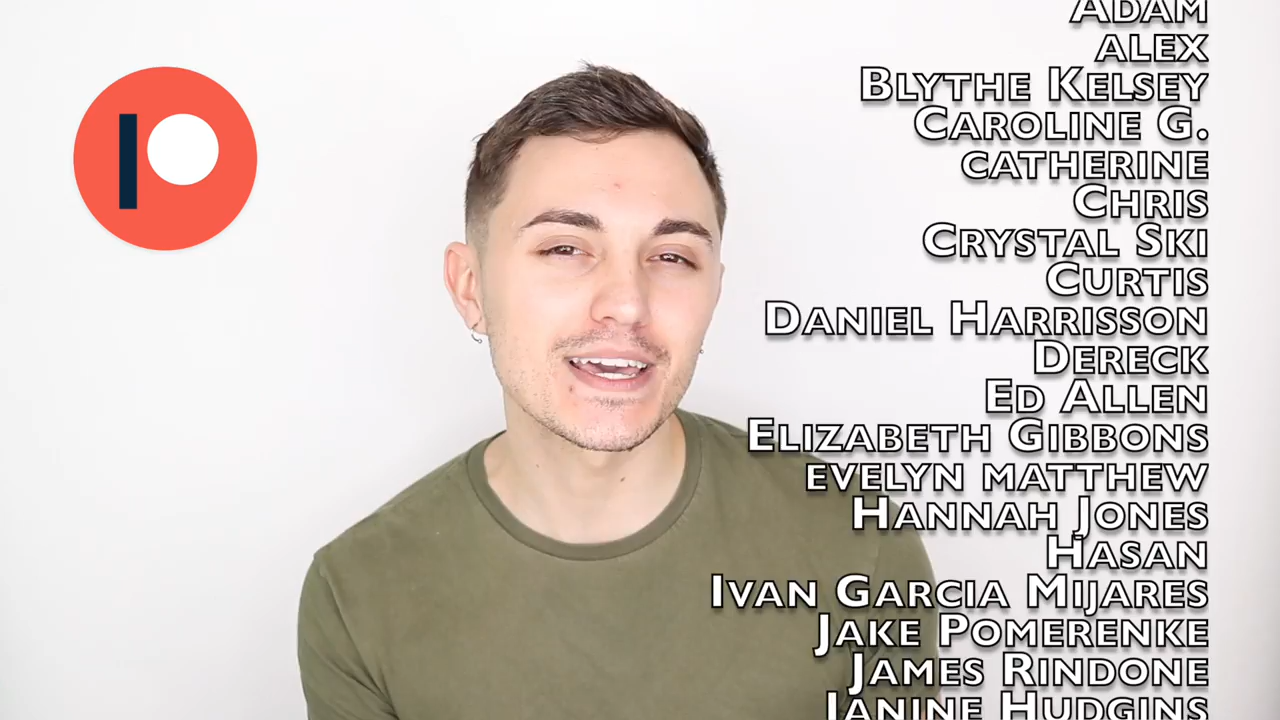 ADAM
ALEX
BLYTHE KELSEY
CAROLINE G.
CATHERINE
CHRIS
CRYSTAL SKI
CURTIS
DANIEL HARRISSON
DERECK
ED ALLEN
ELIZABETH GIBBONS
EVELYN MATTHEW
HANNAH JONES
HASAN
IVAN GARCIA MIJARES
JAKE POMERENKE
JAMES RINDONE
JANINE HUDGINS